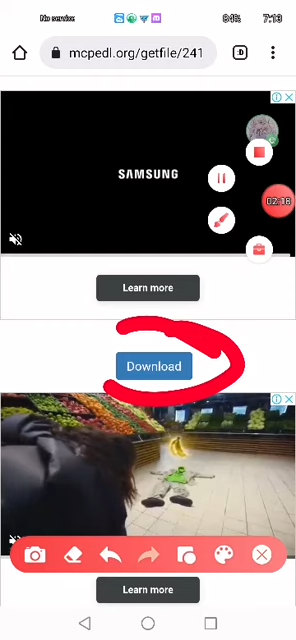 No service 84% 7:13
mcpedl.org/getfile/241 :D
SAMSUNG
02:18
Learn more
Download
Learn more